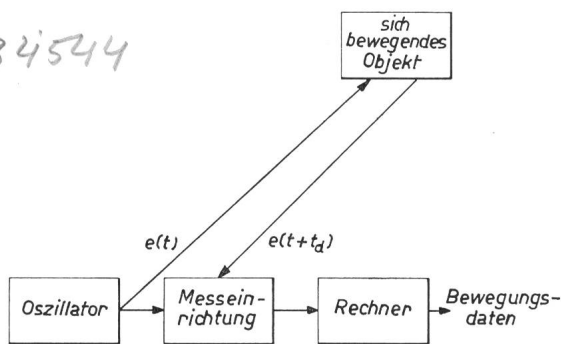 34544
sich
bewegendes
Objekt
e(t)
e(t+t_d)
Oszillator
Messein-
richtung
Rechner
Bewegungs-
daten